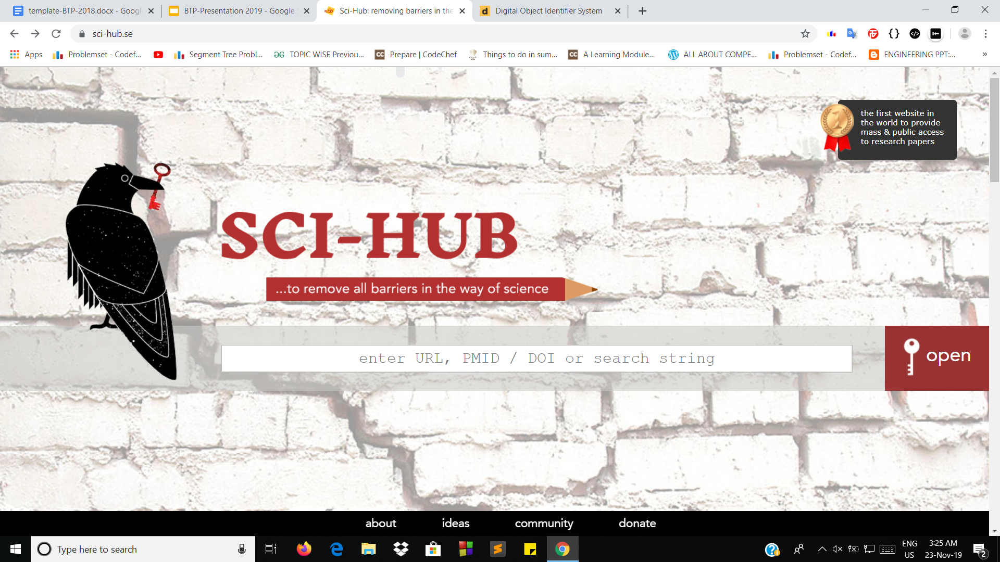 template-BTP-2018.docx - Googl
BTP-Presentation 2019 - Google S
Sci-Hub: removing barriers in the
Digital Object Identifier System
sci-hub.se
Apps
Problemset - Codef...
Segment Tree Probl...
TOPIC WISE Previou...
CC
Prepare | CodeChef
Things to do in sum...
CC
A Learning Module...
ALL ABOUT COMPE...
Problemset - Codef...
ENGINEERING PPT:...
»
1
the first website in
the world to provide
mass & public access
to research papers
SCI-HUB
...to remove all barriers in the way of science
enter URL, PMID / DOI or search string
open
about
ideas
community
donate
Type here to search
ENG
US
3:25 AM
23-Nov-19
2